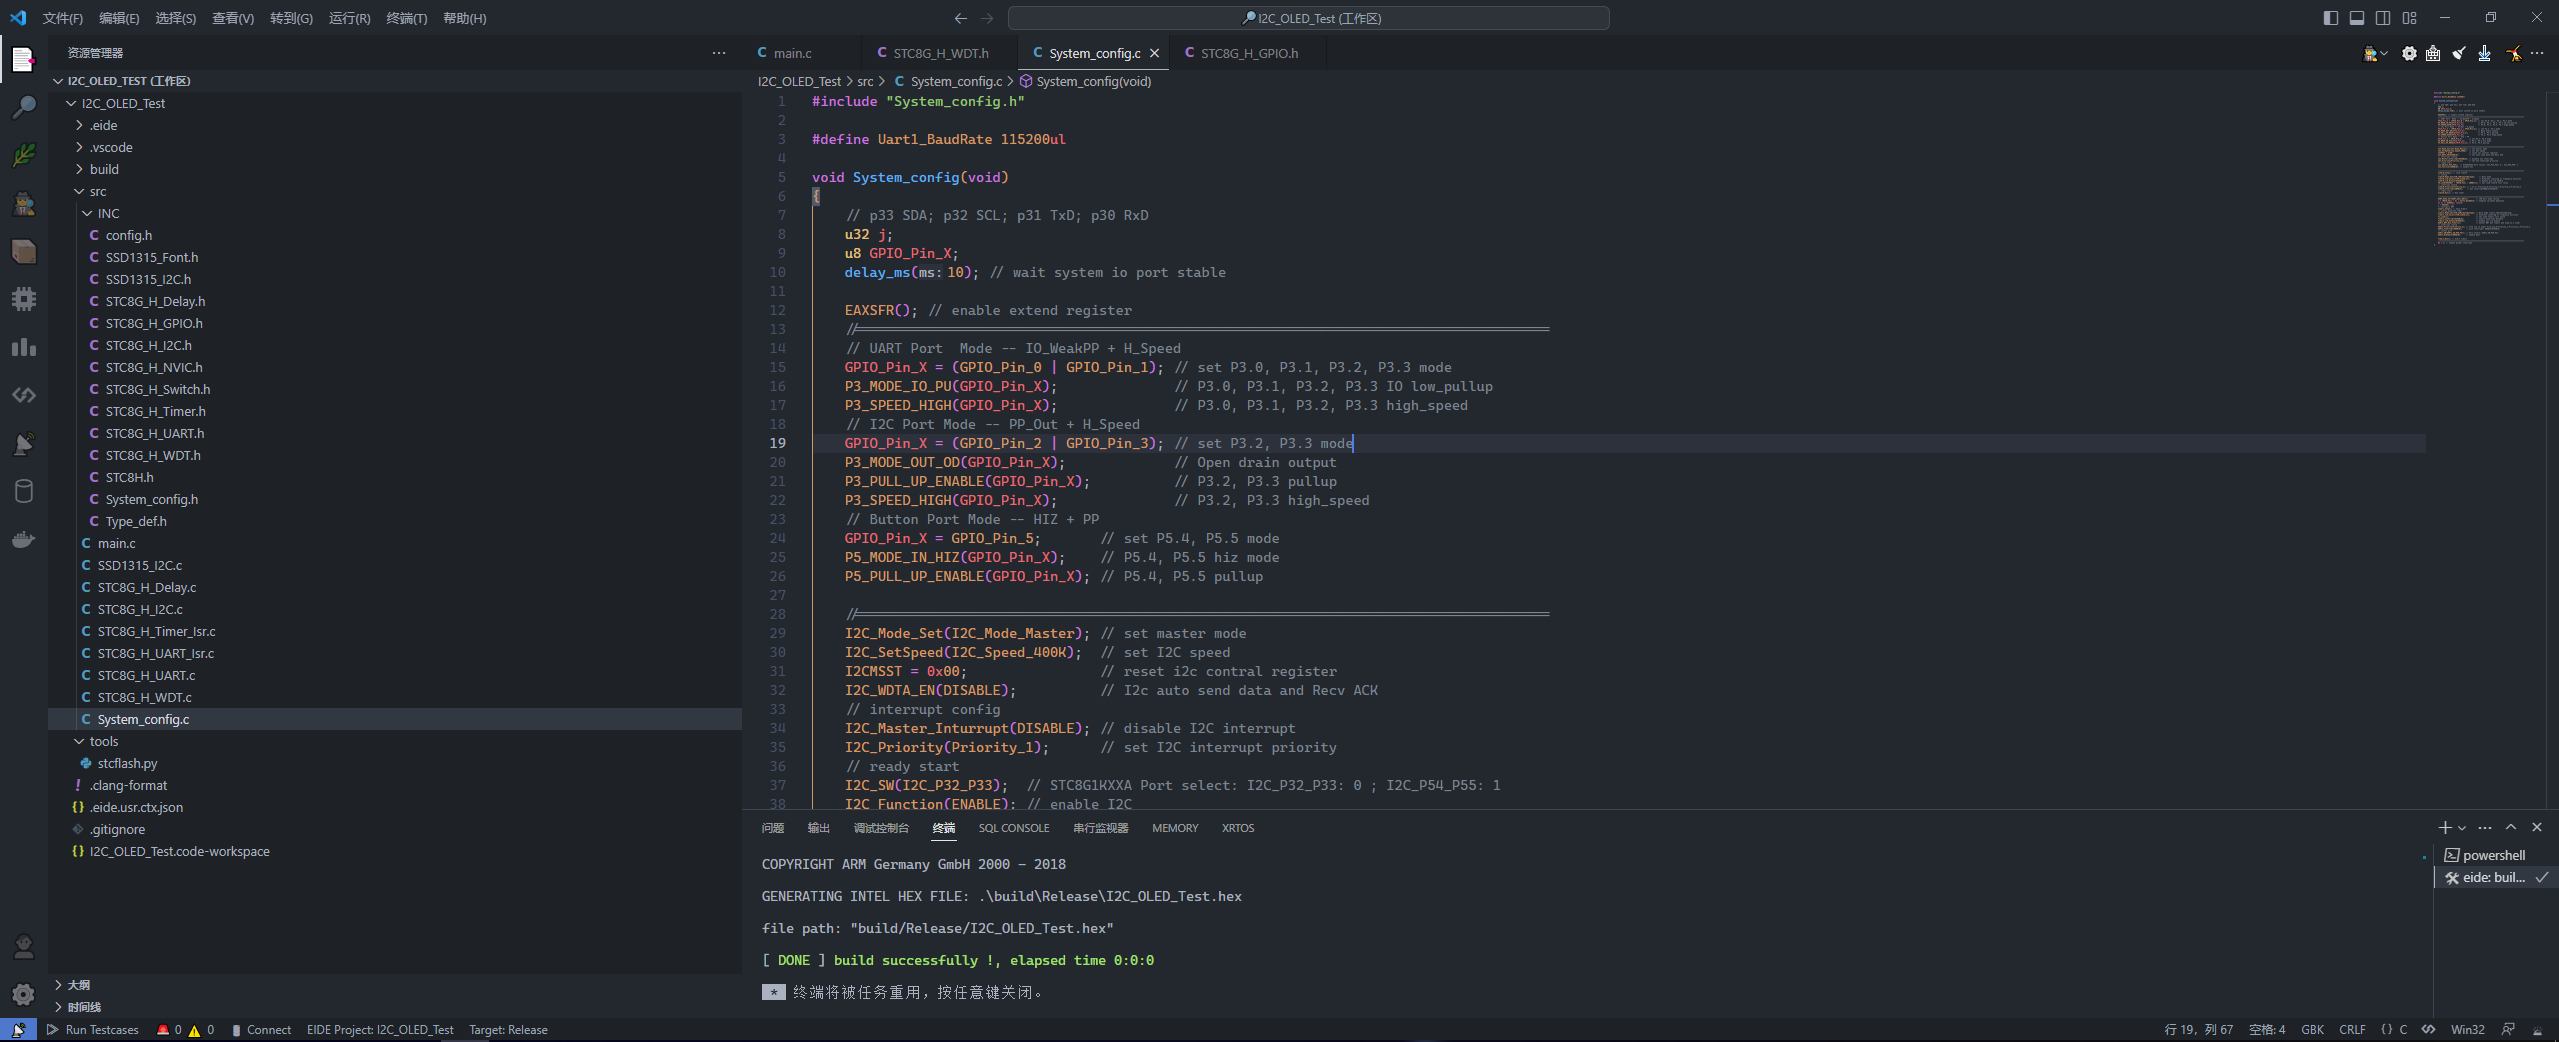 文件(F) 编辑(E) 选择(S) 查看(V) 转到(G) 运行(R) 终端(T) 帮助(H)
I2C_OLED_Test (工作区)
资源管理器
I2C_OLED_TEST (工作区)
I2C_OLED_Test
.eide
.vscode
build
src
INC
config.h
SSD1315_Font.h
SSD1315_I2C.h
STC8G_H_Delay.h
STC8G_H_GPIO.h
STC8G_H_I2C.h
STC8G_H_NVIC.h
STC8G_H_Switch.h
STC8G_H_Timer.h
STC8G_H_UART.h
STC8G_H_WDT.h
STC8H.h
System_config.h
Type_def.h
main.c
SSD1315_I2C.c
STC8G_H_Delay.c
STC8G_H_I2C.c
STC8G_H_Timer_Isr.c
STC8G_H_UART_Isr.c
STC8G_H_UART.c
STC8G_H_WDT.c
System_config.c
tools
stcflash.py
.clang-format
.eide.usr.ctx.json
.gitignore
I2C_OLED_Test.code-workspace
大纲
时间线
main.c STC8G_H_WDT.h System_config.c STC8G_H_GPIO.h
I2C_OLED_Test > src > System_config.c > System_config(void)
1 #include "System_config.h"
2
3 #define Uart1_BaudRate 115200ul
4
5 void System_config(void)
6 {
7 // p33 SDA; p32 SCL; p31 TxD; p30 RxD
8 u32 j;
9 u8 GPIO_Pin_X;
10 delay_ms(ms: 10); // wait system io port stable
11
12 EAXSFR(); // enable extend register
13 //====================================================================================
14 // UART Port  Mode -- IO_WeakPP + H_Speed
15 GPIO_Pin_X = (GPIO_Pin_0 | GPIO_Pin_1); // set P3.0, P3.1, P3.2, P3.3 mode
16 P3_MODE_IO_PU(GPIO_Pin_X); // P3.0, P3.1, P3.2, P3.3 IO low_pullup
17 P3_SPEED_HIGH(GPIO_Pin_X); // P3.0, P3.1, P3.2, P3.3 high_speed
18 // I2C Port Mode -- PP_Out + H_Speed
19 GPIO_Pin_X = (GPIO_Pin_2 | GPIO_Pin_3); // set P3.2, P3.3 mode
20 P3_MODE_OUT_OD(GPIO_Pin_X); // Open drain output
21 P3_PULL_UP_ENABLE(GPIO_Pin_X); // P3.2, P3.3 pullup
22 P3_SPEED_HIGH(GPIO_Pin_X); // P3.2, P3.3 high_speed
23 // Button Port Mode -- HIZ + PP
24 GPIO_Pin_X = GPIO_Pin_5; // set P5.4, P5.5 mode
25 P5_MODE_IN_HIZ(GPIO_Pin_X); // P5.4, P5.5 hiz mode
26 P5_PULL_UP_ENABLE(GPIO_Pin_X); // P5.4, P5.5 pullup
27
28 //====================================================================================
29 I2C_Mode_Set(I2C_Mode_Master); // set master mode
30 I2C_SetSpeed(I2C_Speed_400K); // set I2C speed
31 I2CMSST = 0x00; // reset i2c contral register
32 I2C_WDTA_EN(DISABLE); // I2c auto send data and Recv ACK
33 // interrupt config
34 I2C_Master_Inturrupt(DISABLE); // disable I2C interrupt
35 I2C_Priority(Priority_1); // set I2C interrupt priority
36 // ready start
37 I2C_SW(I2C_P32_P33); // STC8G1KXXA Port select: I2C_P32_P33: 0 ; I2C_P54_P55: 1
38 I2C_Function(ENABLE); // enable I2C
问题 输出 调试控制台 终端 SQL CONSOLE 串行监视器 MEMORY XRTOS
COPYRIGHT ARM Germany GmbH 2000 - 2018
GENERATING INTEL HEX FILE: .\build\Release\I2C_OLED_Test.hex
file path: "build/Release/I2C_OLED_Test.hex"
[ DONE ] build successfully !, elapsed time 0:0:0
* 终端将被任务重用，按任意键关闭。
powershell
eide: buil...
Run Testcases 0 0 Connect EIDE Project: I2C_OLED_Test Target: Release
行 19，列 67 空格: 4 GBK CRLF {} C Win32